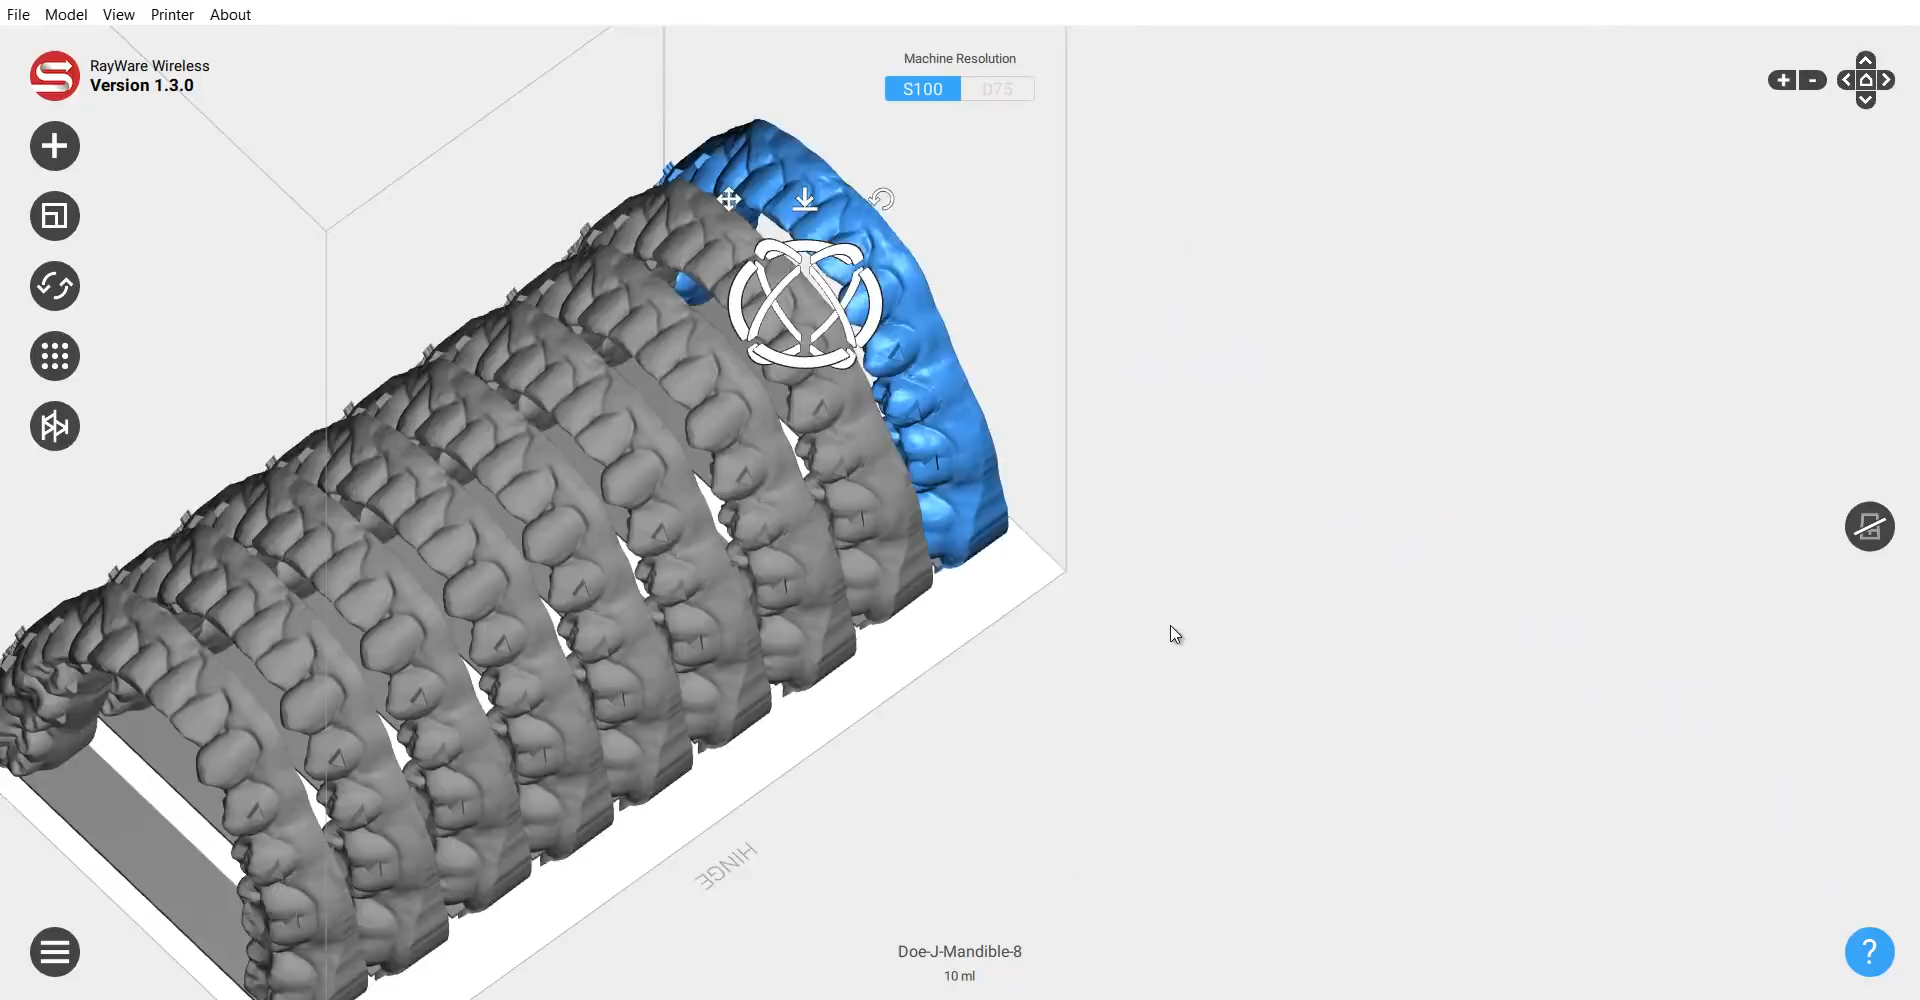 File Model View Printer About
RayWare Wireless
Version 1.3.0
Machine Resolution
S100 D75
HINGE
Doe-J-Mandible-8
10 ml
?